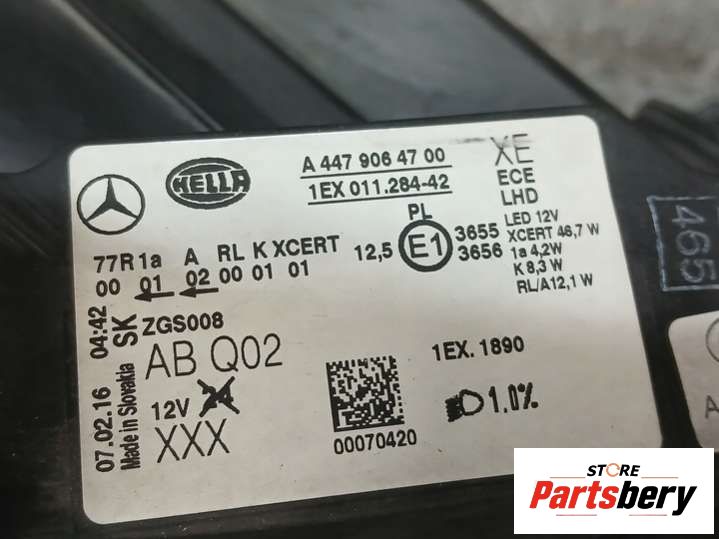 HELLA
A 447 906 47 00
1EX 011.284-42
XE
ECE
LHD
LED 12V
XCERT 46,7 W
1a 4,2W
K 8,3 W
RL/A12,1 W
PL
12,5 E1 3655
3656
77R 1a A RL K XCERT
00 01 02 00 01 01
07.02.16 04:42
Made in Slovakia SK
ZGS008
AB Q02
12V 24
XXX
00070420
1EX. 1890
1.0%
465
A
STORE
Partsbery